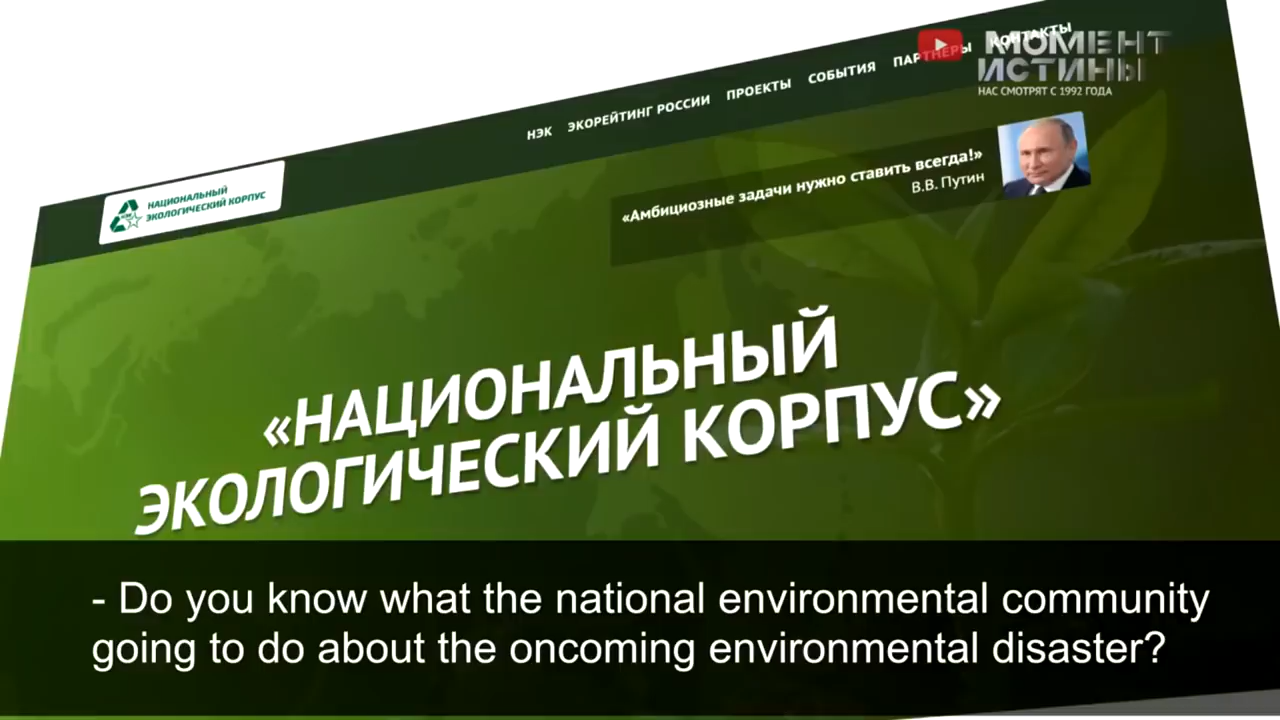 МОМЕНТ
ИСТИНЫ
НАС СМОТРЯТ С 1992 ГОДА
НЭК ЭКОРЕЙТИНГ РОССИИ ПРОЕКТЫ СОБЫТИЯ ПАРТНЕРЫ КОНТАКТЫ
НАЦИОНАЛЬНЫЙ
ЭКОЛОГИЧЕСКИЙ КОРПУС
«Амбициозные задачи нужно ставить всегда!»
В.В. Путин
«НАЦИОНАЛЬНЫЙ
ЭКОЛОГИЧЕСКИЙ КОРПУС»
- Do you know what the national environmental community
going to do about the oncoming environmental disaster?